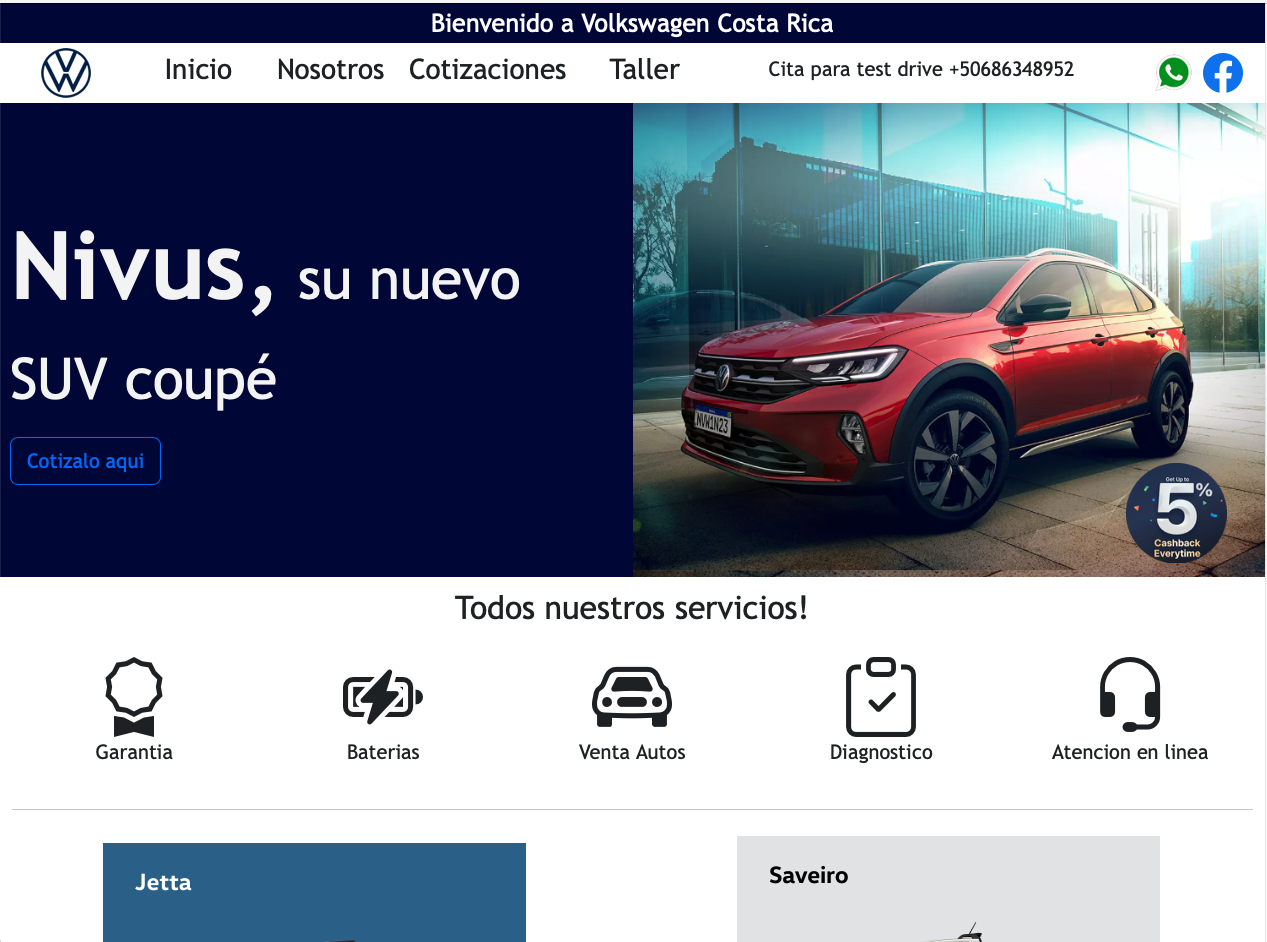 Bienvenido a Volkswagen Costa Rica
Inicio Nosotros Cotizaciones Taller Cita para test drive +50686348952
Nivus, su nuevo
SUV coupé
Cotizalo aqui
NVW1N23
Get Up to
5%
Cashback
Everytime
Todos nuestros servicios!
Garantia Baterias Venta Autos Diagnostico Atencion en linea
Jetta
Saveiro